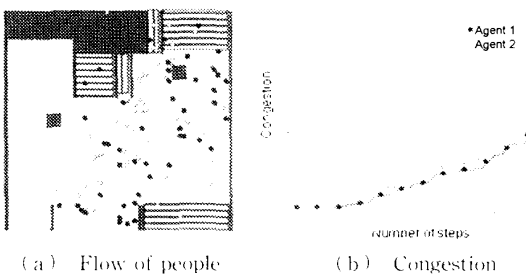 Agent 1
Agent 2
Congestion
Number of steps
(a) Flow of people
(b) Congestion